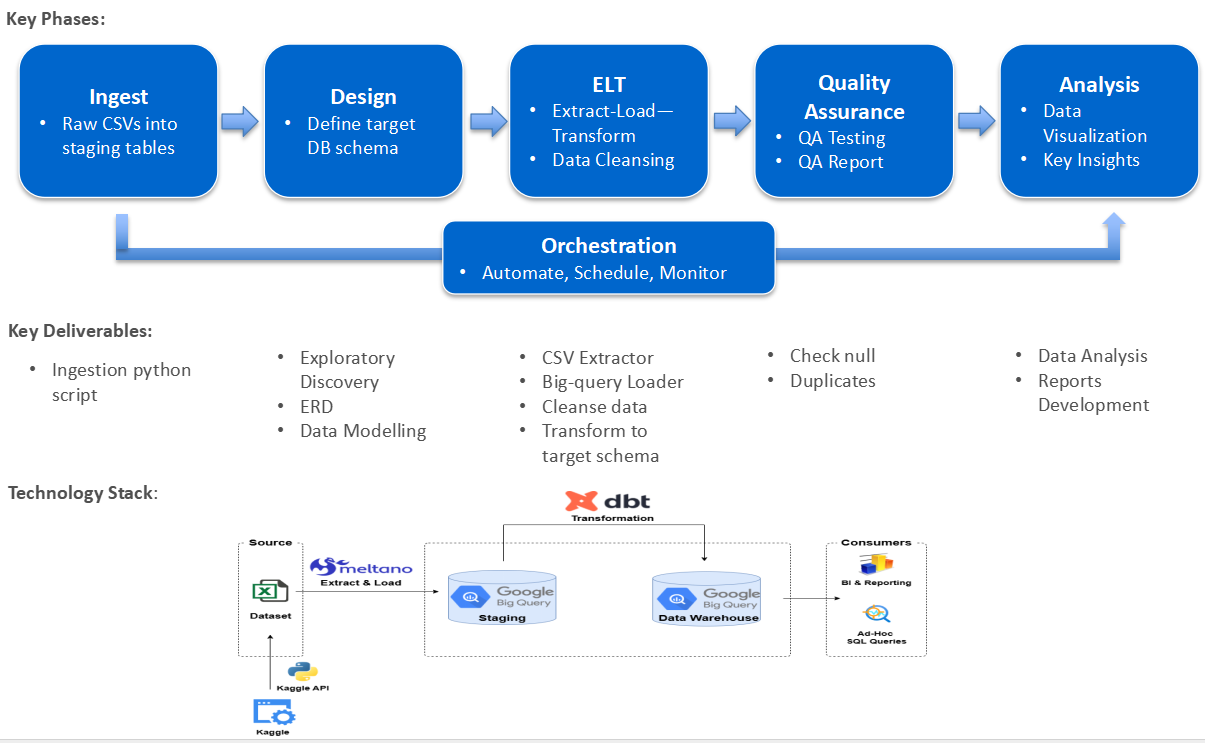 Key Phases:
Ingest
• Raw CSVs into
staging tables
Design
• Define target
DB schema
ELT
• Extract-Load—
Transform
• Data Cleansing
Quality
Assurance
• QA Testing
• QA Report
Analysis
• Data
Visualization
• Key Insights
Orchestration
• Automate, Schedule, Monitor
Key Deliverables:
• Ingestion python
script
• Exploratory
Discovery
• ERD
• Data Modelling
• CSV Extractor
• Big-query Loader
• Cleanse data
• Transform to
target schema
• Check null
• Duplicates
• Data Analysis
• Reports
Development
Technology Stack:
dbt
Transformation
Source
X
Dataset
meltano
Extract & Load
Google
Big Query
Staging
Google
Big Query
Data Warehouse
Consumers
BI & Reporting
Ad-Hoc
SQL Queries
Kaggle API
Kaggle